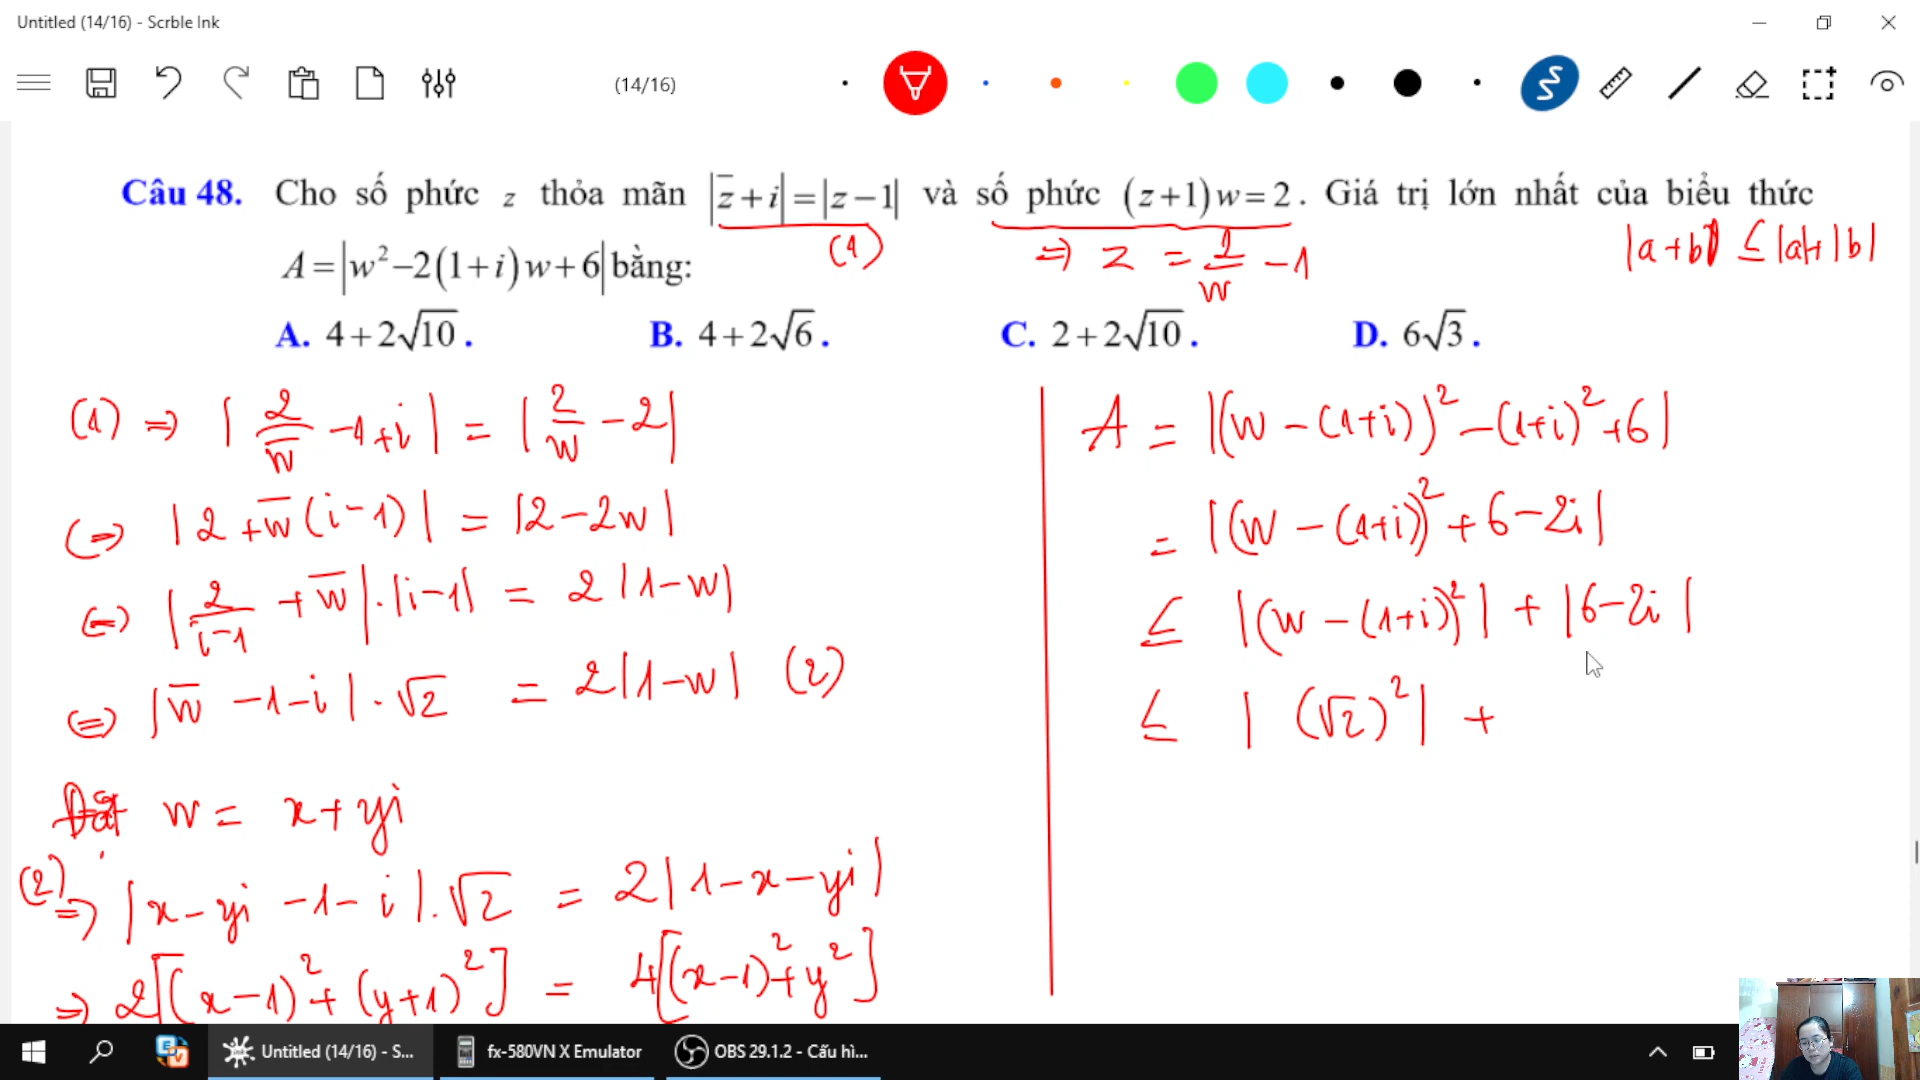 Untitled (14/16) - Scrble Ink
(14/16)
Câu 48. Cho số phức z thỏa mãn |z̅+i|=|z−1| và số phức (z+1)w=2. Giá trị lớn nhất của biểu thức
(1) ⇒ z = 2/w −1 |a+b| ≤ |a|+|b|
A=|w²−2(1+i)w+6| bằng:
A. 4+2√10. B. 4+2√6. C. 2+2√10. D. 6√3.
(1) ⇒ |2/w̅ −1+i| = |2/w −2|
⇔ |2+w̅(i−1)| = |2−2w|
⇔ |2/(i−1) + w̅|.|i−1| = 2|1−w|
⇔ |w̅ −1−i|.√2 = 2|1−w| (2)
Đặt w = x+yi
(2) ⇒ |x−yi −1−i|.√2 = 2|1−x−yi|
⇒ 2[(x−1)²+(y+1)²] = 4[(x−1)²+y²]
A = |(w−(1+i))²−(1+i)²+6|
= |(w−(1+i))²+6−2i|
≤ |(w−(1+i))²| + |6−2i|
≤ |(√2)²| +
Untitled (14/16) - S...
fx-580VN X Emulator
OBS 29.1.2 - Cấu hì...